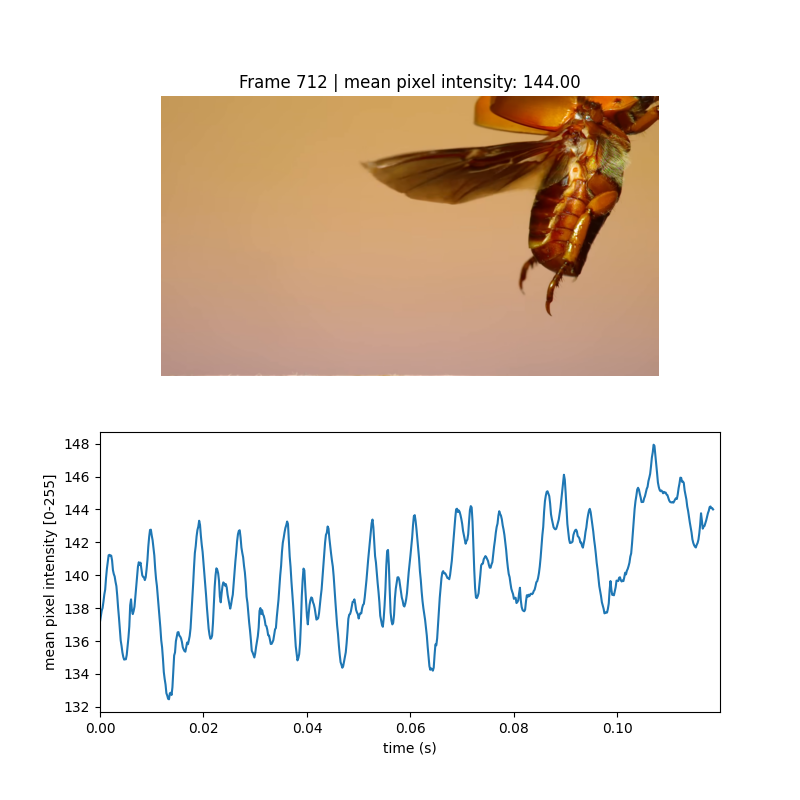 Frame 712 | mean pixel intensity: 144.00
148
146
144
142
140
138
136
134
132
mean pixel intensity [0-255]
0.00 0.02 0.04 0.06 0.08 0.10
time (s)